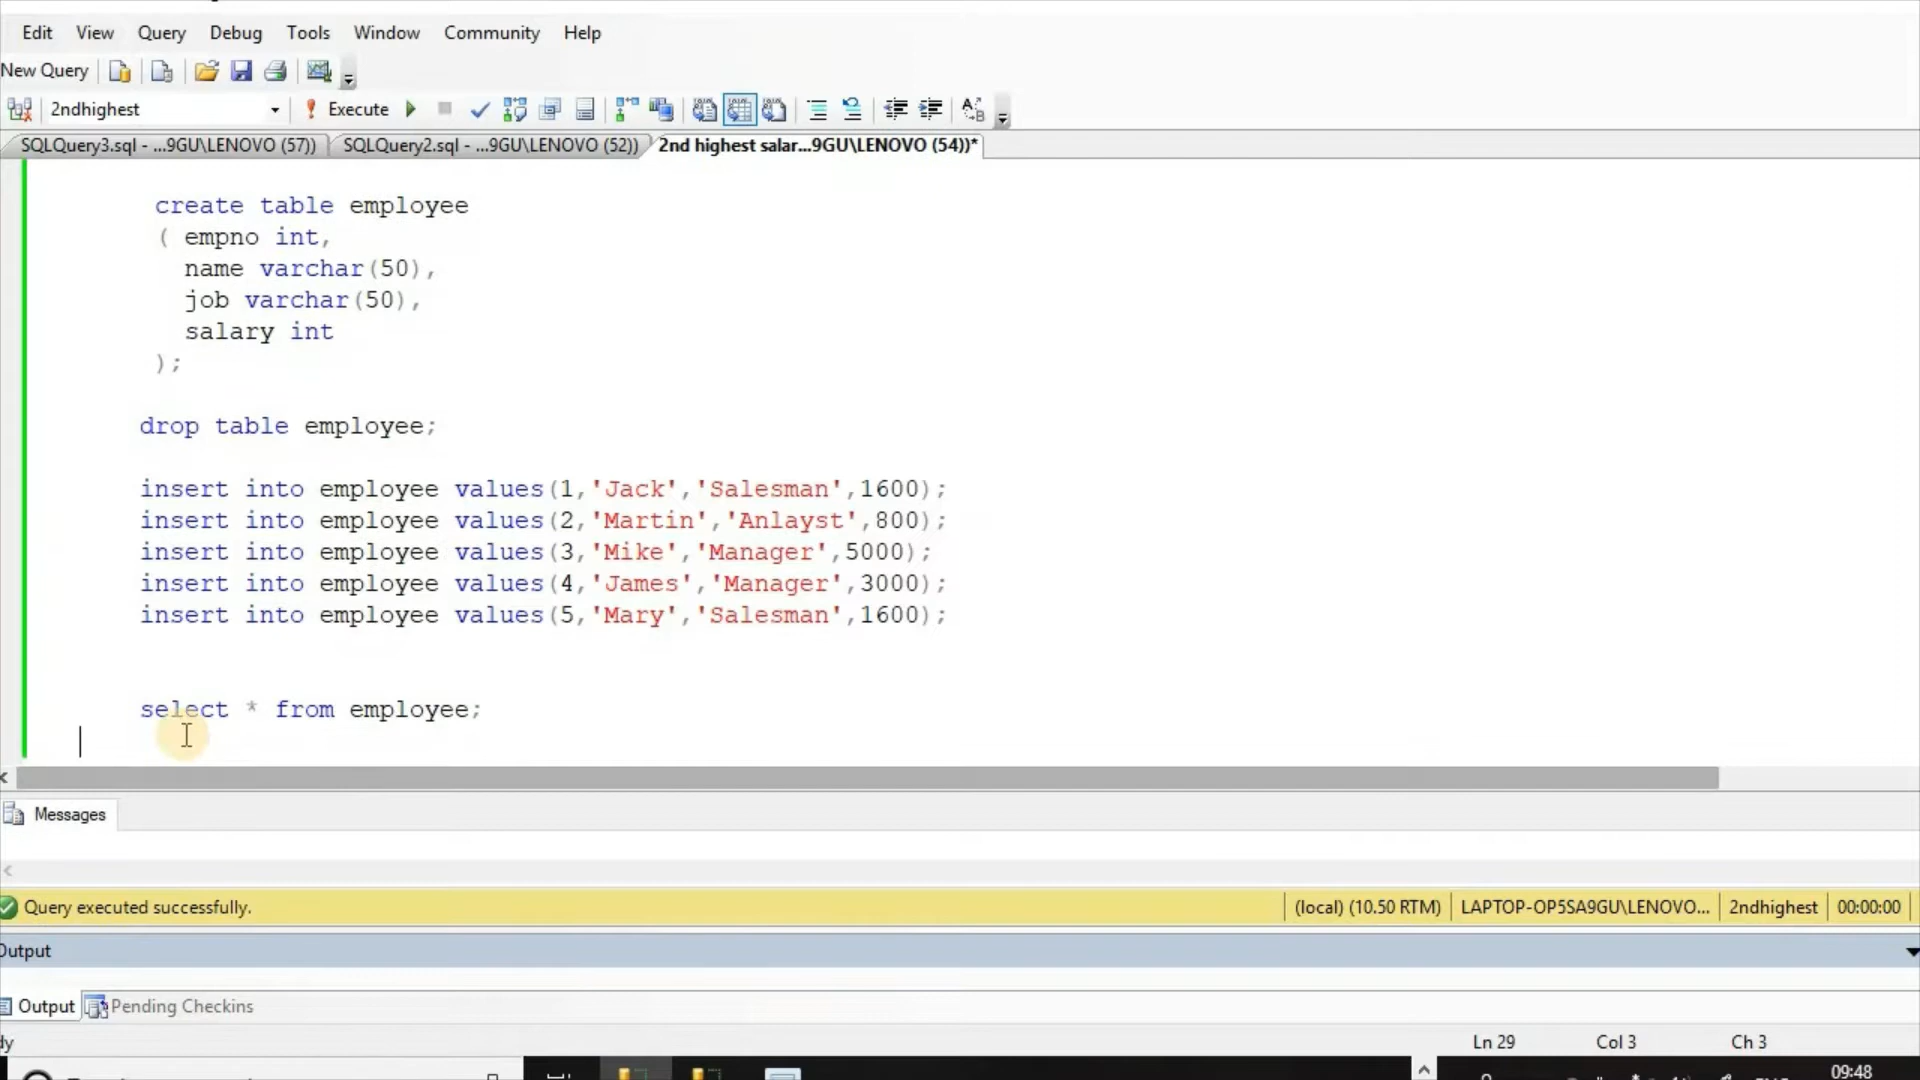 Edit View Query Debug Tools Window Community Help
New Query
2ndhighest Execute
SQLQuery3.sql - ...9GU\LENOVO (57)) SQLQuery2.sql - ...9GU\LENOVO (52)) 2nd highest salar...9GU\LENOVO (54))*
create table employee
( empno int,
name varchar(50),
job varchar(50),
salary int
);
drop table employee;
insert into employee values(1,'Jack','Salesman',1600);
insert into employee values(2,'Martin','Anlayst',800);
insert into employee values(3,'Mike','Manager',5000);
insert into employee values(4,'James','Manager',3000);
insert into employee values(5,'Mary','Salesman',1600);
select * from employee;
Messages
Query executed successfully. (local) (10.50 RTM) LAPTOP-OP5SA9GU\LENOVO... 2ndhighest 00:00:00
Output
Output Pending Checkins
Ln 29 Col 3 Ch 3
09:48